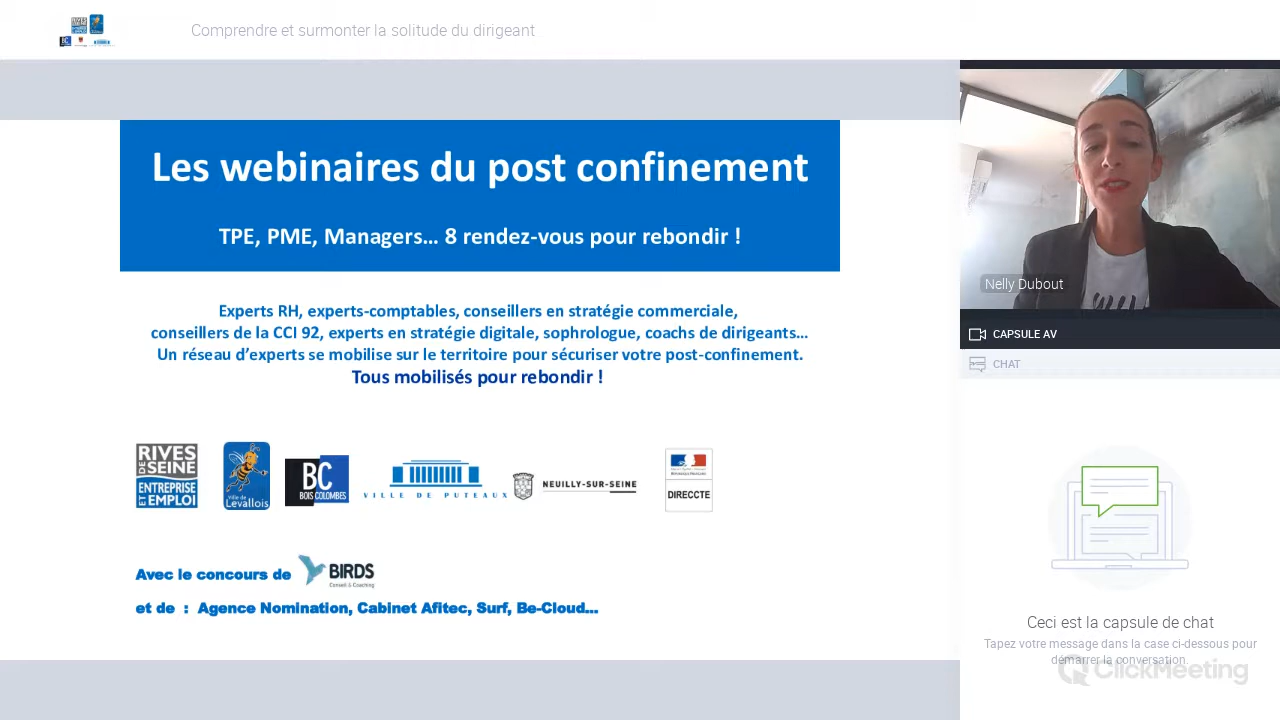 Comprendre et surmonter la solitude du dirigeant
Les webinaires du post confinement
TPE, PME, Managers... 8 rendez-vous pour rebondir !
Experts RH, experts-comptables, conseillers en stratégie commerciale,
conseillers de la CCI 92, experts en stratégie digitale, sophrologue, coachs de dirigeants...
Un réseau d'experts se mobilise sur le territoire pour sécuriser votre post-confinement.
Tous mobilisés pour rebondir !
RIVES
DE SEINE
ENTREPRISE
ET EMPLOI
Ville de
Levallois
BC
BOIS COLOMBES
VILLE DE PUTEAUX
NEUILLY-SUR-SEINE
DIRECCTE
Avec le concours de
BIRDS
Conseil & Coaching
et de : Agence Nomination, Cabinet Afitec, Surf, Be-Cloud...
Nelly Dubout
CAPSULE AV
CHAT
Ceci est la capsule de chat
Tapez votre message dans la case ci-dessous pour
démarrer la conversation.
ClickMeeting